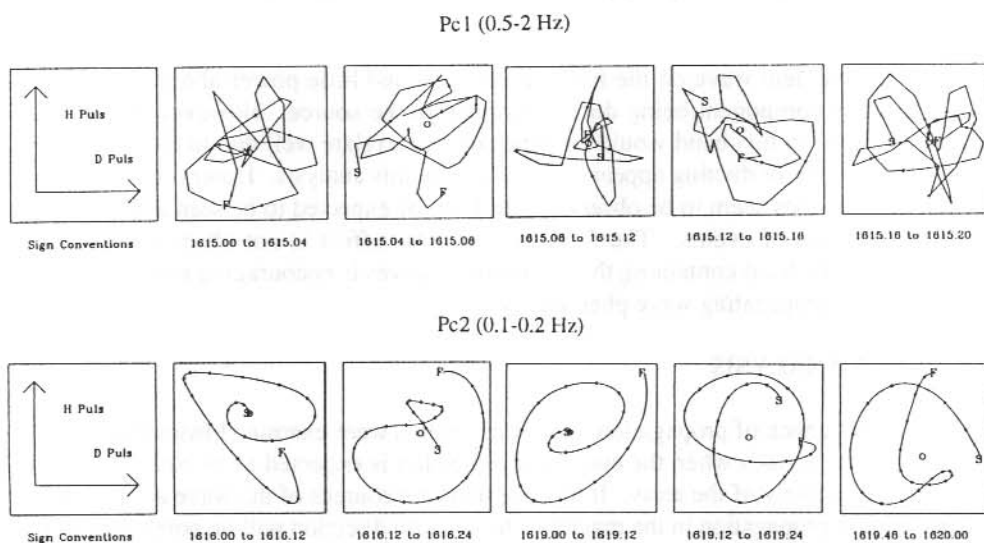 Pc1 (0.5-2 Hz)
H Puls
D Puls
S
F
S
F
F
S
S
F
S
F
Sign Conventions
1615.00 to 1615.04
1615.04 to 1615.08
1615.08 to 1615.12
1615.12 to 1615.16
1615.16 to 1615.20
Pc2 (0.1-0.2 Hz)
H Puls
D Puls
S
F
F
S
S
F
S
F
F
S
Sign Conventions
1616.00 to 1616.12
1616.12 to 1616.24
1619.00 to 1619.12
1619.12 to 1619.24
1619.48 to 1620.00